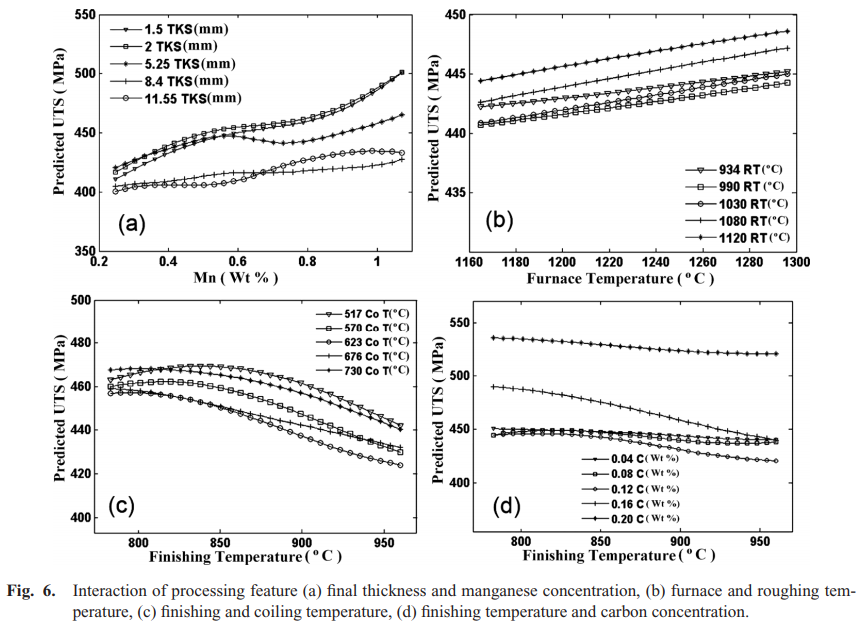 Predicted UTS ( MPa)
550
500
450
400
350
0.2
0.4
0.6
0.8
1
Mn ( Wt % )
1.5 TKS(mm)
2 TKS(mm)
5.25 TKS(mm)
8.4 TKS(mm)
11.55 TKS(mm)
(a)
Predicted UTS ( MPa)
450
445
440
435
1160
1180
1200
1220
1240
1260
1280
1300
Furnace Temperature ( °C )
934 RT(°C)
990 RT(°C)
1030 RT(°C)
1080 RT(°C)
1120 RT(°C)
(b)
Predicted UTS ( MPa)
500
480
460
440
420
400
800
850
900
950
Finishing Temperature ( °C )
517 Co T(°C)
570 Co T(°C)
623 Co T(°C)
676 Co T(°C)
730 Co T(°C)
(c)
Predicted UTS ( MPa)
550
500
450
400
800
850
900
950
Finishing Temperature ( °C )
0.04 C(Wt %)
0.08 C(Wt %)
0.12 C(Wt %)
0.16 C(Wt %)
0.20 C(Wt %)
(d)
Fig. 6. Interaction of processing feature (a) final thickness and manganese concentration, (b) furnace and roughing tem-
perature, (c) finishing and coiling temperature, (d) finishing temperature and carbon concentration.